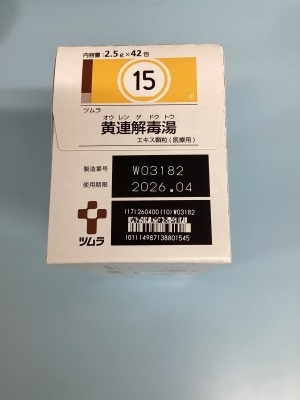 内容量:2.5g×42包
15
ツムラ
オウ レン ゲ ドク トウ
黄連解毒湯
エキス顆粒(医療用)
製造番号 W03182
使用期限 2026.04
ツムラ
(17)260400(10)W03182
(01)14987138801545